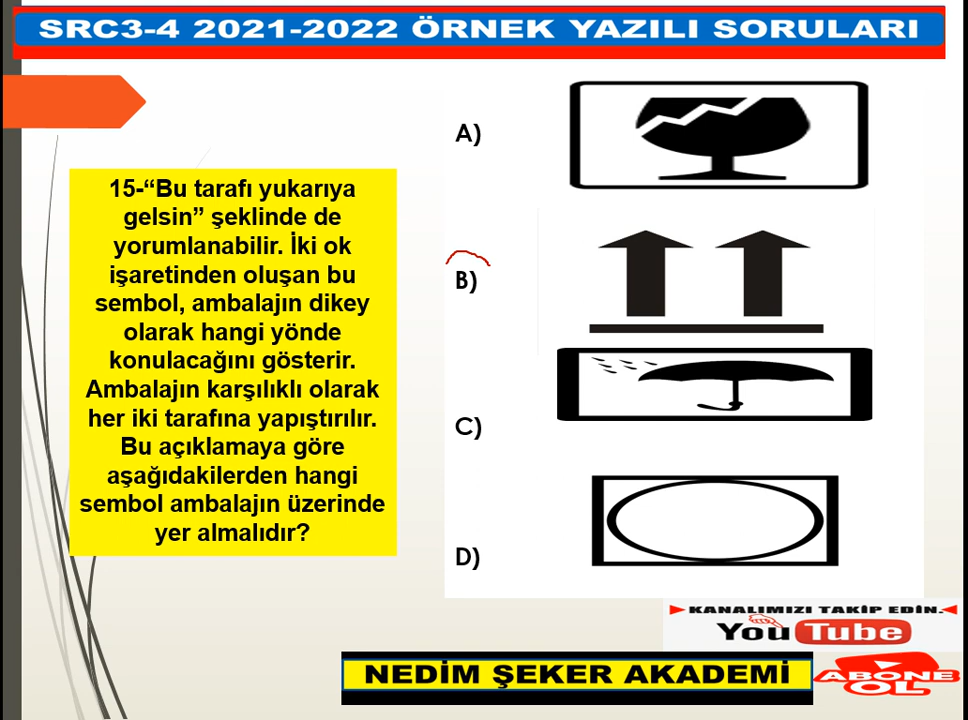 SRC3-4 2021-2022 ÖRNEK YAZILI SORULARI
15-“Bu tarafı yukarıya
gelsin” şeklinde de
yorumlanabilir. İki ok
işaretinden oluşan bu
sembol, ambalajın dikey
olarak hangi yönde
konulacağını gösterir.
Ambalajın karşılıklı olarak
her iki tarafına yapıştırılır.
Bu açıklamaya göre
aşağıdakilerden hangi
sembol ambalajın üzerinde
yer almalıdır?
A)
B)
C)
D)
KANALIMIZI TAKİP EDİN.
YouTube
NEDİM ŞEKER AKADEMİ
ABONE
OL